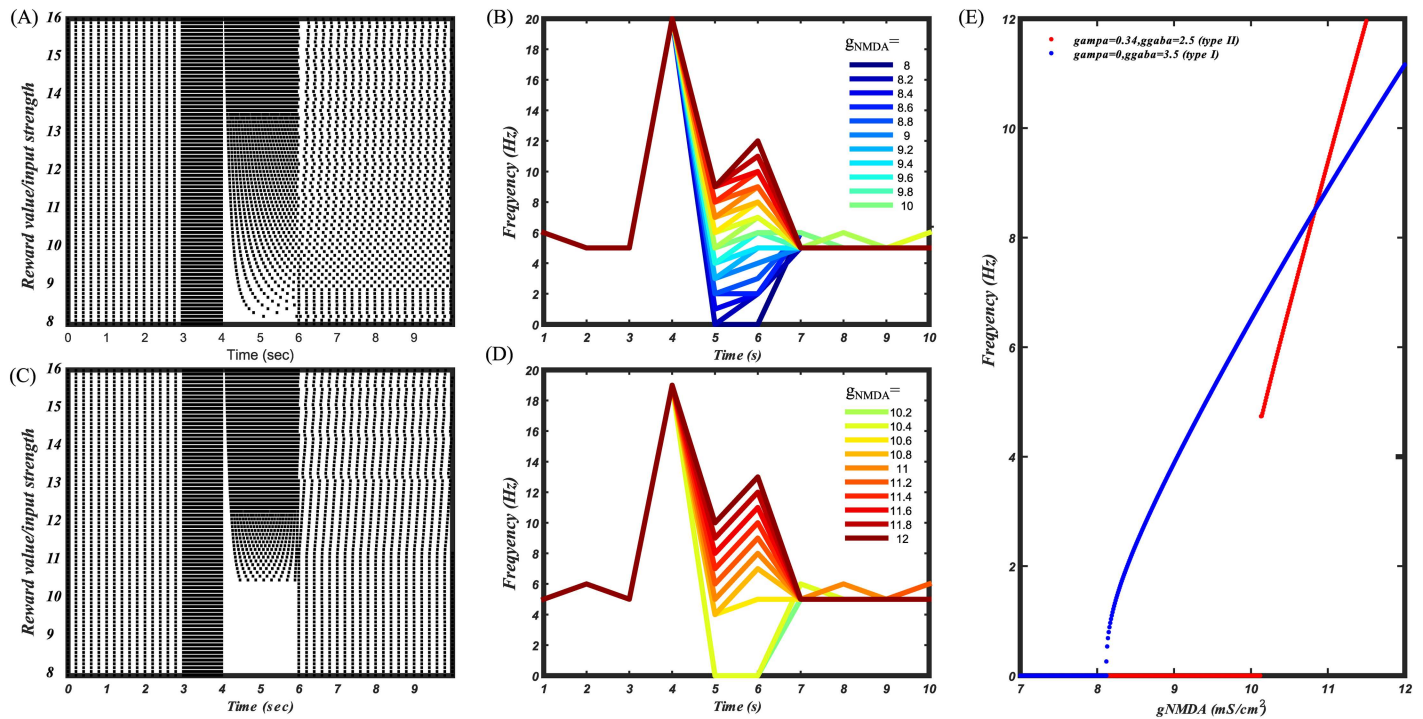 (A)
Reward value/input strength
16
15
14
13
12
11
10
9
8
0 1 2 3 4 5 6 7 8 9
Time (sec)
(B)
Freqyency (Hz)
20
18
16
14
12
10
8
6
4
2
0
1 2 3 4 5 6 7 8 9 10
Time (s)
gNMDA=
8
8.2
8.4
8.6
8.8
9
9.2
9.4
9.6
9.8
10
(C)
Reward value/input strength
16
15
14
13
12
11
10
9
8
0 1 2 3 4 5 6 7 8 9
Time (sec)
(D)
Freqyency (Hz)
20
18
16
14
12
10
8
6
4
2
0
1 2 3 4 5 6 7 8 9 10
Time (s)
gNMDA=
10.2
10.4
10.6
10.8
11
11.2
11.4
11.6
11.8
12
(E)
Freqyency (Hz)
12
10
8
6
4
2
0
7 8 9 10 11 12
gNMDA (mS/cm²)
gampa=0.34,ggaba=2.5 (type II)
gampa=0,ggaba=3.5 (type I)